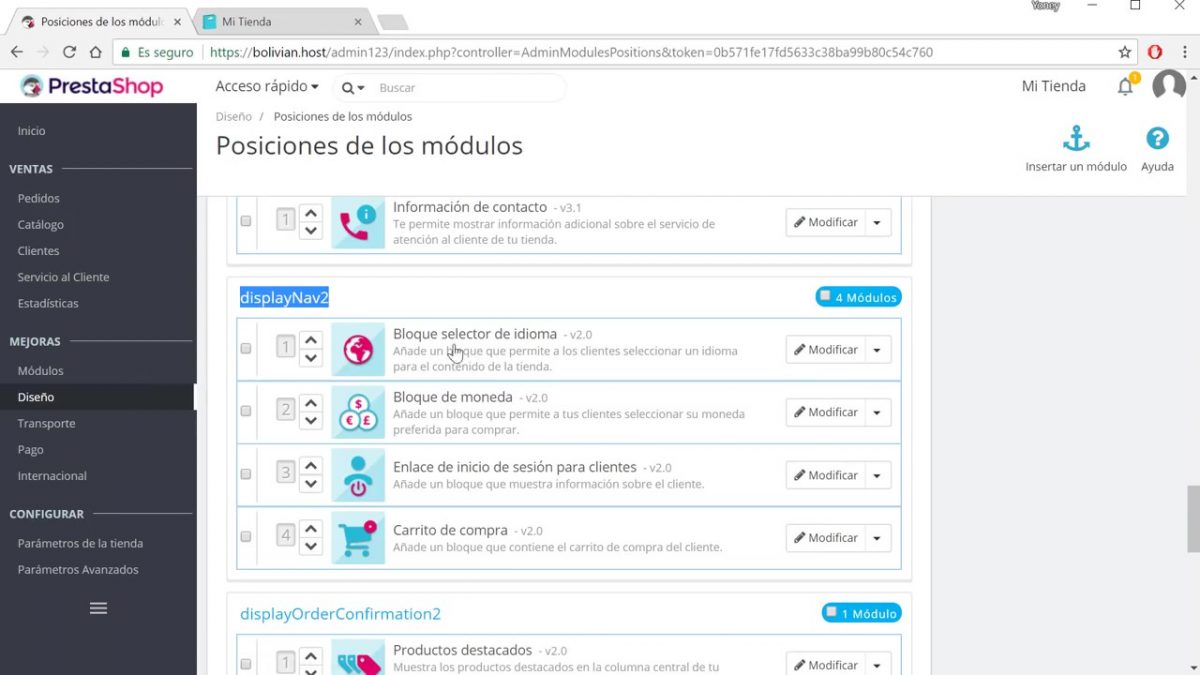 Yoney
Posiciones de los módulo
Mi Tienda
Es seguro
https://bolivian.host/admin123/index.php?controller=AdminModulesPositions&token=0b571fe17fd5633c38ba99b80c54c760
PrestaShop
Acceso rápido
Buscar
Mi Tienda
1
Diseño / Posiciones de los módulos
Posiciones de los módulos
Insertar un módulo
Ayuda
Inicio
VENTAS
Pedidos
Catálogo
Clientes
Servicio al Cliente
Estadísticas
MEJORAS
Módulos
Diseño
Transporte
Pago
Internacional
CONFIGURAR
Parámetros de la tienda
Parámetros Avanzados
1
Información de contacto - v3.1
Te permite mostrar información adicional sobre el servicio de
atención al cliente de tu tienda.
Modificar
displayNav2
4 Módulos
1
Bloque selector de idioma - v2.0
Añade un bloque que permite a los clientes seleccionar un idioma
para el contenido de la tienda.
Modificar
2
Bloque de moneda - v2.0
Añade un bloque que permite a tus clientes seleccionar su moneda
preferida para comprar.
Modificar
3
Enlace de inicio de sesión para clientes - v2.0
Añade un bloque que muestra información sobre el cliente.
Modificar
4
Carrito de compra - v2.0
Añade un bloque que contiene el carrito de compra del cliente.
Modificar
displayOrderConfirmation2
1 Módulo
1
Productos destacados - v2.0
Muestra los productos destacados en la columna central de tu
Modificar